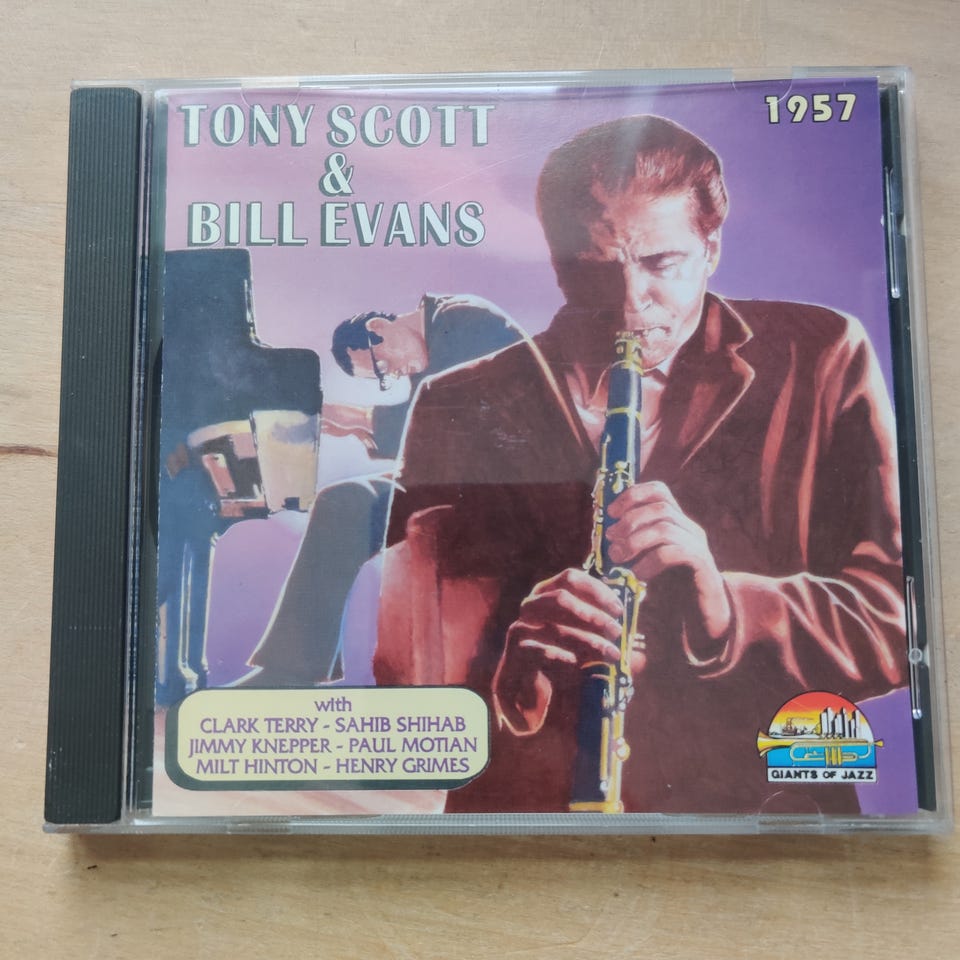 TONY SCOTT
&
BILL EVANS
1957
with
CLARK TERRY - SAHIB SHIHAB
JIMMY KNEPPER - PAUL MOTIAN
MILT HINTON - HENRY GRIMES
GIANTS OF JAZZ